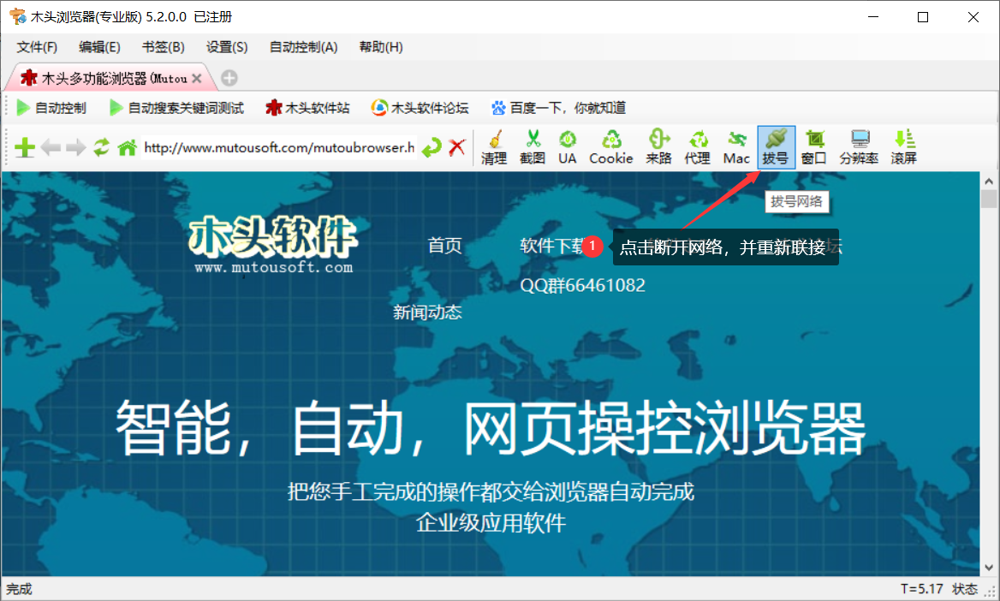 木头浏览器(专业版) 5.2.0.0 已注册
文件(F) 编辑(E) 书签(B) 设置(S) 自动控制(A) 帮助(H)
木头多功能浏览器(Mutou
自动控制 自动搜索关键词测试 木头软件站 木头软件论坛 百度一下，你就知道
http://www.mutousoft.com/mutoubrowser.h
清理 截图 UA Cookie 来路 代理 Mac 拨号 窗口 分辨率 滚屏
拔号网络
木头软件
www.mutousoft.com
首页 软件下载 1 点击断开网络，并重新联接 坛
QQ群66461082
新闻动态
智能，自动，网页操控浏览器
把您手工完成的操作都交给浏览器自动完成
企业级应用软件
完成 T=5.17 状态